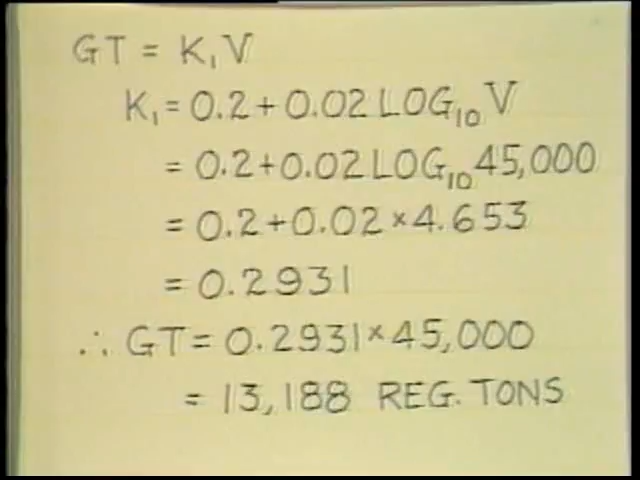 GT = K₁V
K₁ = 0.2 + 0.02 LOG₁₀ V
= 0.2 + 0.02 LOG₁₀ 45,000
= 0.2 + 0.02 × 4.653
= 0.2931
∴ GT = 0.2931 × 45,000
= 13,188 REG. TONS